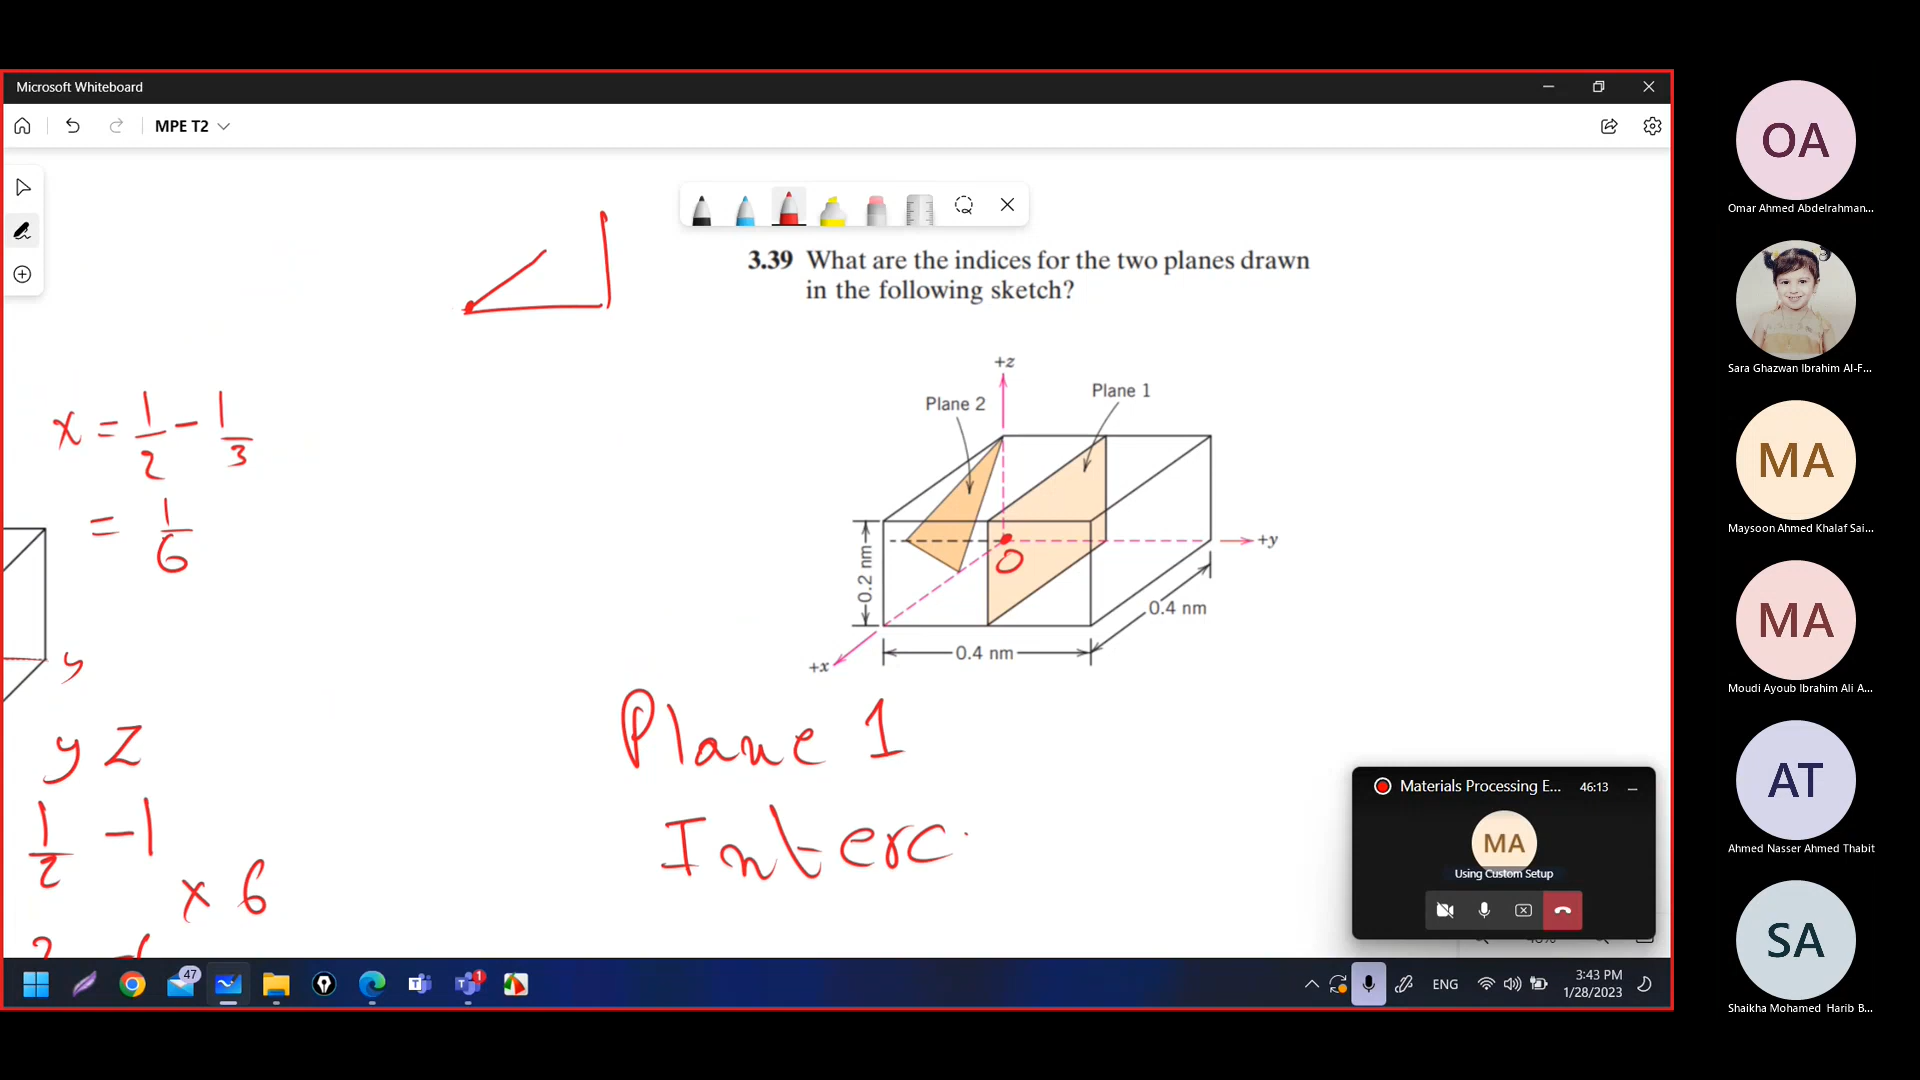 Microsoft Whiteboard
MPE T2
3.39 What are the indices for the two planes drawn
in the following sketch?
+z
Plane 2
Plane 1
0.2 nm
O
+y
0.4 nm
0.4 nm
+x
x = 1/2 - 1/3
= 1/6
y
y z
1/2 -1
x 6
Plane 1
Interc
Materials Processing E... 46:13
MA
Using Custom Setup
OA
Omar Ahmed Abdelrahman...
Sara Ghazwan Ibrahim Al-F...
MA
Maysoon Ahmed Khalaf Sai...
MA
Moudi Ayoub Ibrahim Ali A...
AT
Ahmed Nasser Ahmed Thabit
SA
Shaikha Mohamed Harib B...
47
1
ENG
3:43 PM
1/28/2023